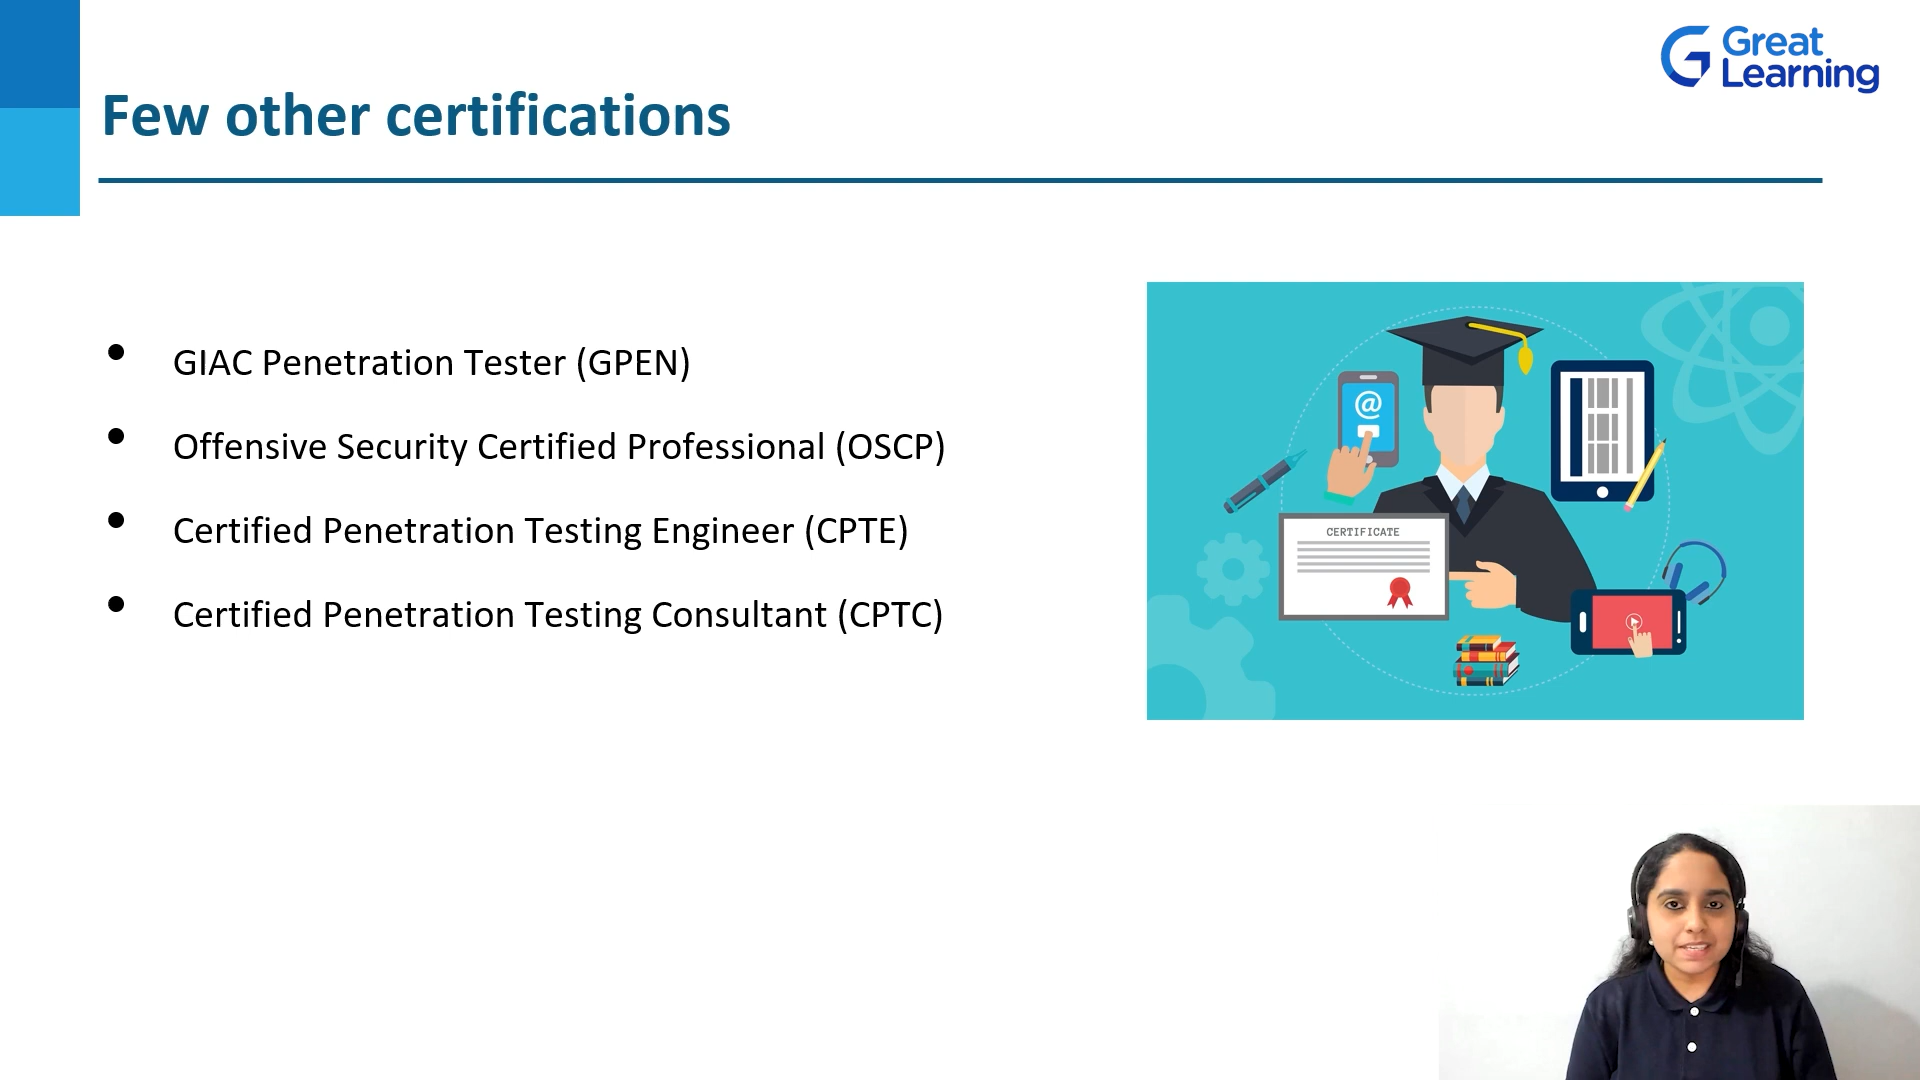 Great
Learning
Few other certifications
• GIAC Penetration Tester (GPEN)
• Offensive Security Certified Professional (OSCP)
• Certified Penetration Testing Engineer (CPTE)
• Certified Penetration Testing Consultant (CPTC)
@
CERTIFICATE